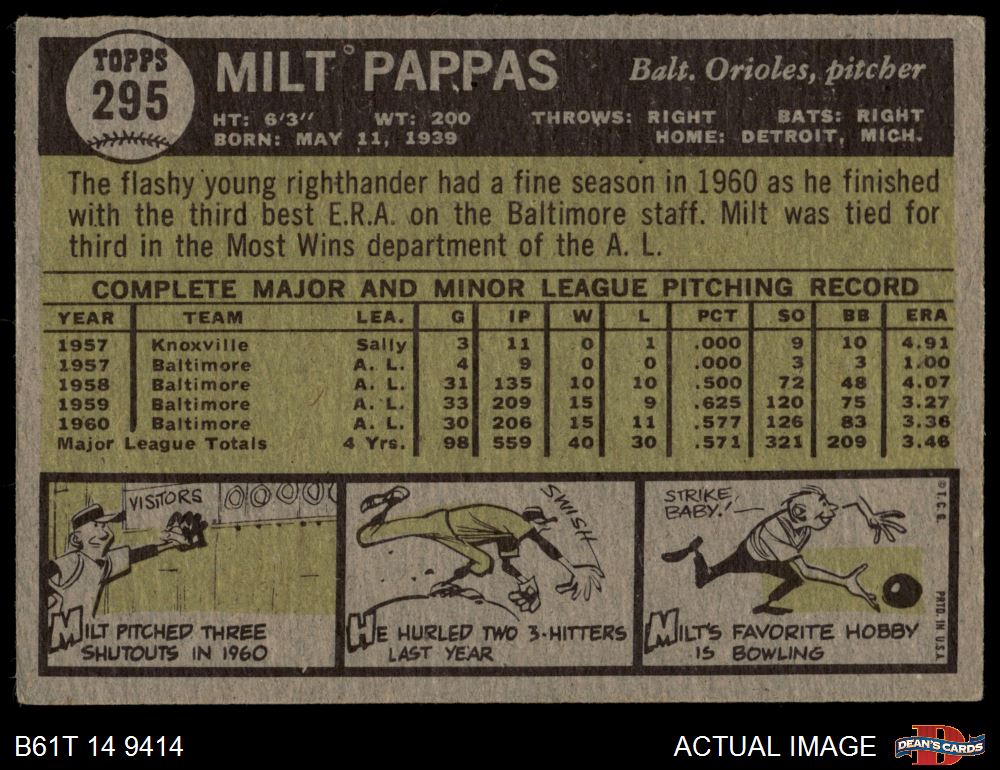 TOPPS
295
MILT PAPPAS
Balt. Orioles, pitcher
HT: 6'3" WT: 200 THROWS: RIGHT BATS: RIGHT
BORN: MAY 11, 1939 HOME: DETROIT, MICH.
The flashy young righthander had a fine season in 1960 as he finished
with the third best E.R.A. on the Baltimore staff. Milt was tied for
third in the Most Wins department of the A. L.
COMPLETE MAJOR AND MINOR LEAGUE PITCHING RECORD
YEAR TEAM LEA. G IP W L PCT SO BB ERA
1957 Knoxville Sally 3 11 0 1 .000 9 10 4.91
1957 Baltimore A. L. 4 9 0 0 .000 3 3 1.00
1958 Baltimore A. L. 31 135 10 10 .500 72 48 4.07
1959 Baltimore A. L. 33 209 15 9 .625 120 75 3.27
1960 Baltimore A. L. 30 206 15 11 .577 126 83 3.36
Major League Totals 4 Yrs. 98 559 40 30 .571 321 209 3.46
VISITORS 0000
MILT PITCHED THREE
SHUTOUTS IN 1960
SWISH
HE HURLED TWO 3-HITTERS
LAST YEAR
STRIKE,
BABY!
MILT'S FAVORITE HOBBY
IS BOWLING
© T.C.G. PRTD. IN U.S.A.
B61T 14 9414
ACTUAL IMAGE
D
DEAN'S CARDS